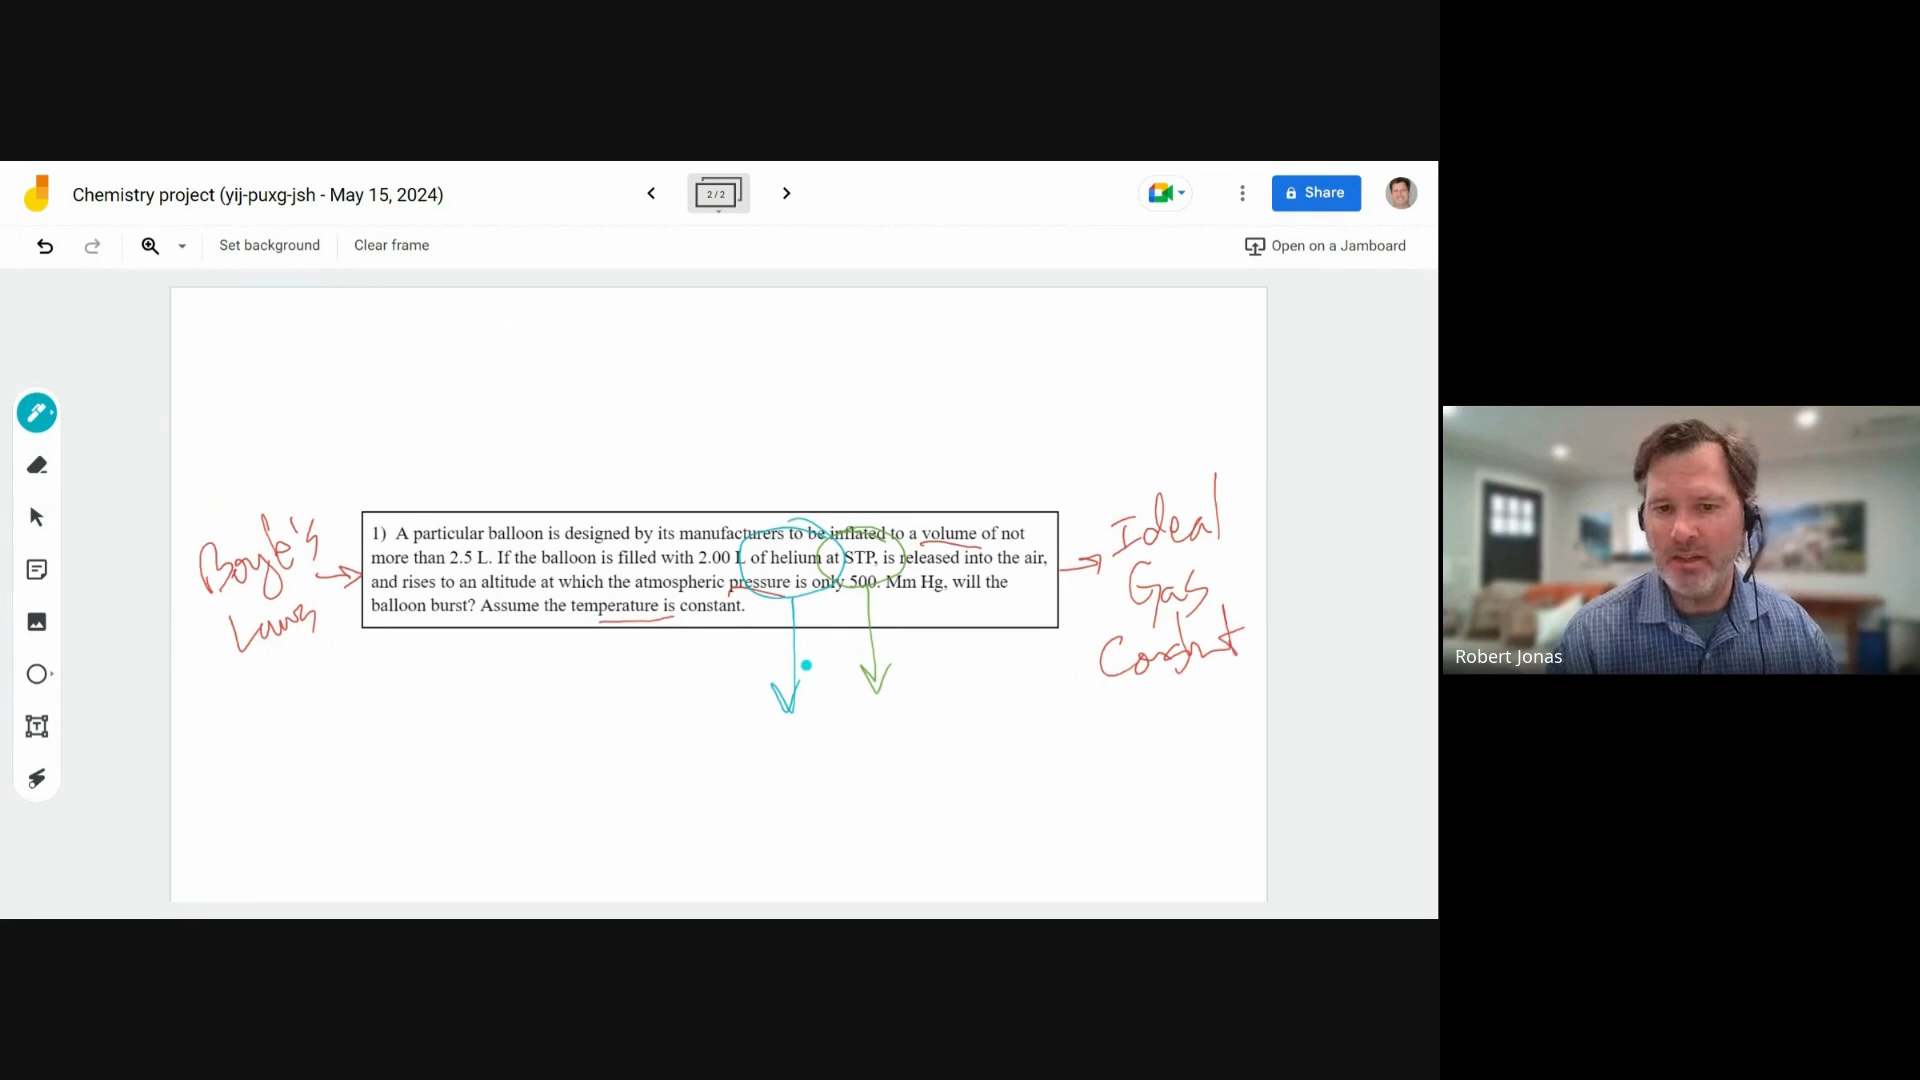 Chemistry project (yij-puxg-jsh - May 15, 2024)
2 / 2
Share
Set background
Clear frame
Open on a Jamboard
Boyle's
Laws
1) A particular balloon is designed by its manufacturers to be inflated to a volume of not
more than 2.5 L. If the balloon is filled with 2.00 L of helium at STP, is released into the air,
and rises to an altitude at which the atmospheric pressure is only 500. Mm Hg, will the
balloon burst? Assume the temperature is constant.
Ideal
Gas
Robert Jonas